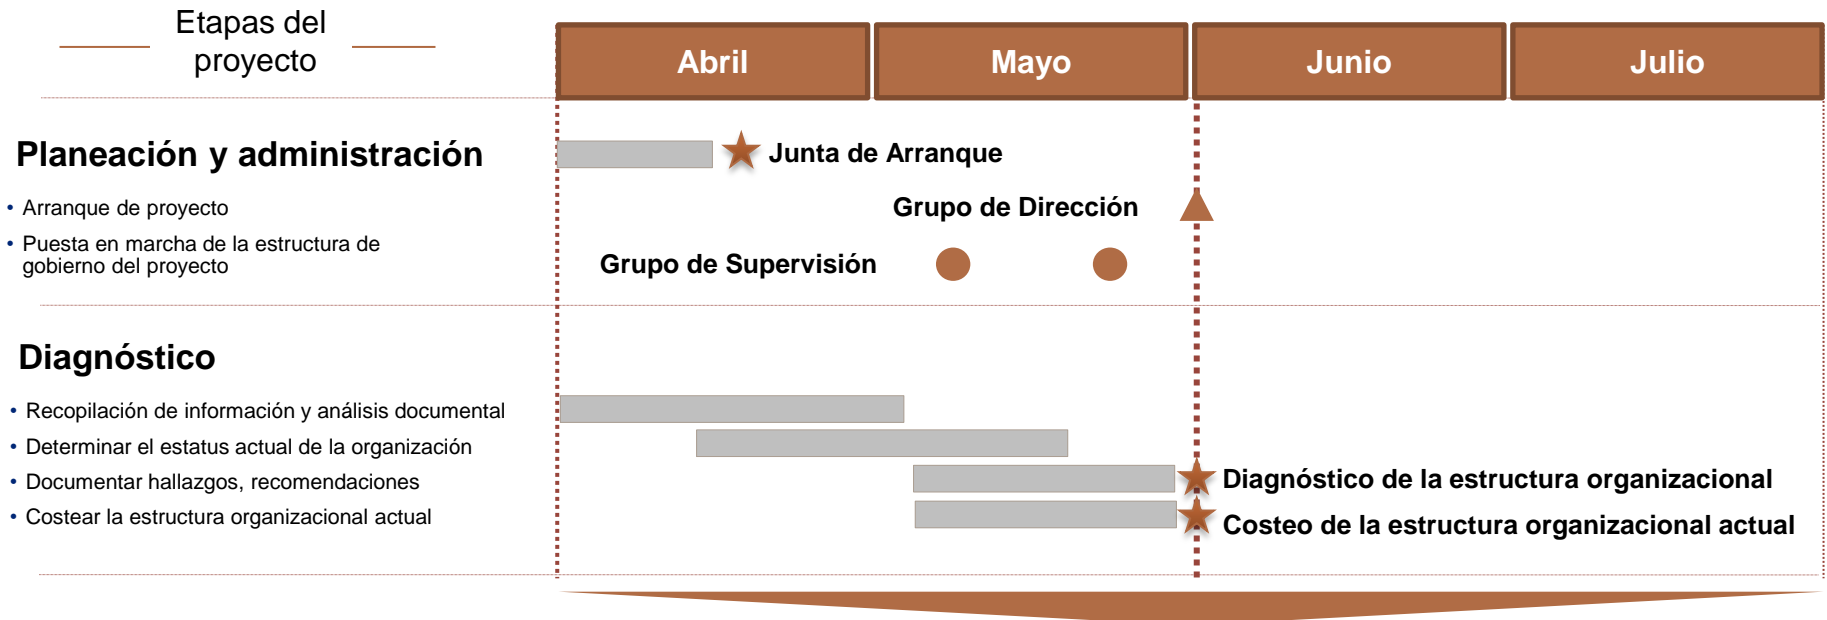 Etapas del
proyecto
Abril
Mayo
Junio
Julio
Planeación y administración
Junta de Arranque
• Arranque de proyecto
Grupo de Dirección
• Puesta en marcha de la estructura de
gobierno del proyecto
Grupo de Supervisión
Diagnóstico
• Recopilación de información y análisis documental
• Determinar el estatus actual de la organización
• Documentar hallazgos, recomendaciones
Diagnóstico de la estructura organizacional
• Costear la estructura organizacional actual
Costeo de la estructura organizacional actual